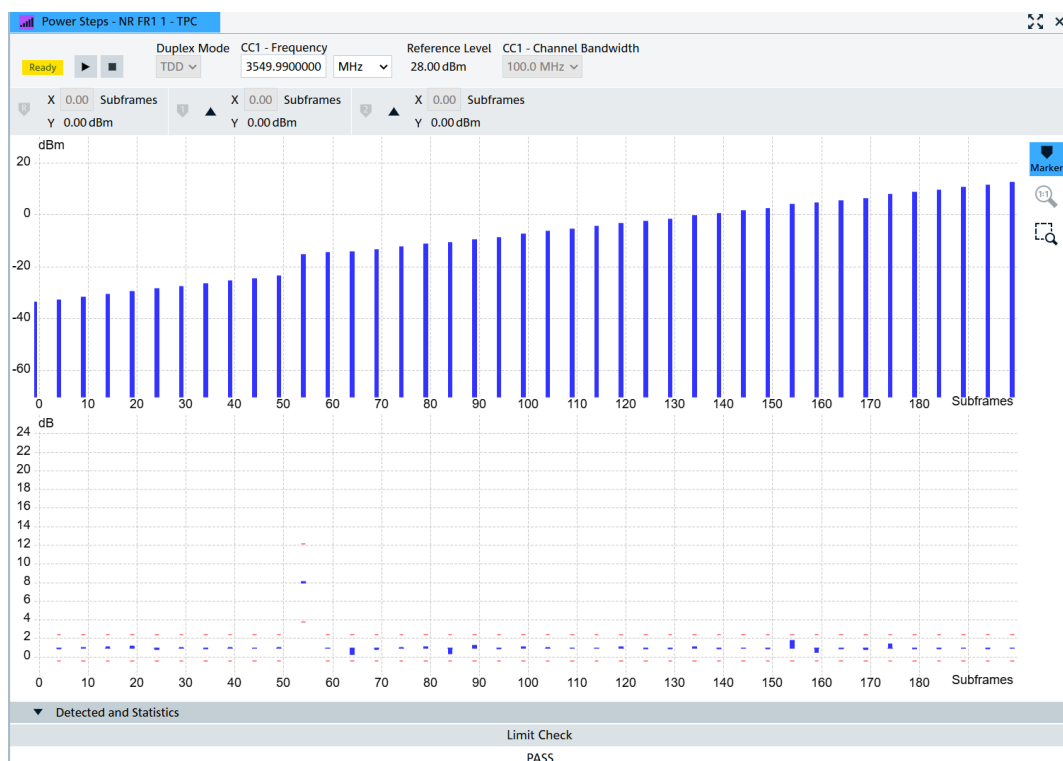 Power Steps - NR FR1 1 - TPC
Duplex Mode CC1 - Frequency Reference Level CC1 - Channel Bandwidth
Ready TDD 3549.9900000 MHz 28.00 dBm 100.0 MHz
R X 0.00 Subframes 1 X 0.00 Subframes 2 X 0.00 Subframes
Y 0.00 dBm Y 0.00 dBm Y 0.00 dBm
dBm
20
Marker
1:1
0
-20
-40
-60
0 10 20 30 40 50 60 70 80 90 100 110 120 130 140 150 160 170 180 Subframes
dB
24
22
20
18
16
14
12
10
8
6
4
2
0
0 10 20 30 40 50 60 70 80 90 100 110 120 130 140 150 160 170 180 Subframes
Detected and Statistics
Limit Check
PASS